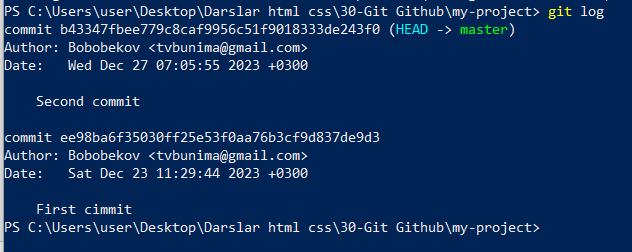 PS C:\Users\user\Desktop\Darslar html css\30-Git Github\my-project> git log
commit b43347fbee779c8caf9956c51f9018333de243f0 (HEAD -> master)
Author: Bobobekov <tvbunima@gmail.com>
Date:   Wed Dec 27 07:05:55 2023 +0300
    Second commit
commit ee98ba6f35030ff25e53f0aa76b3cf9d837de9d3
Author: Bobobekov <tvbunima@gmail.com>
Date:   Sat Dec 23 11:29:44 2023 +0300
    First cimmit
PS C:\Users\user\Desktop\Darslar html css\30-Git Github\my-project>